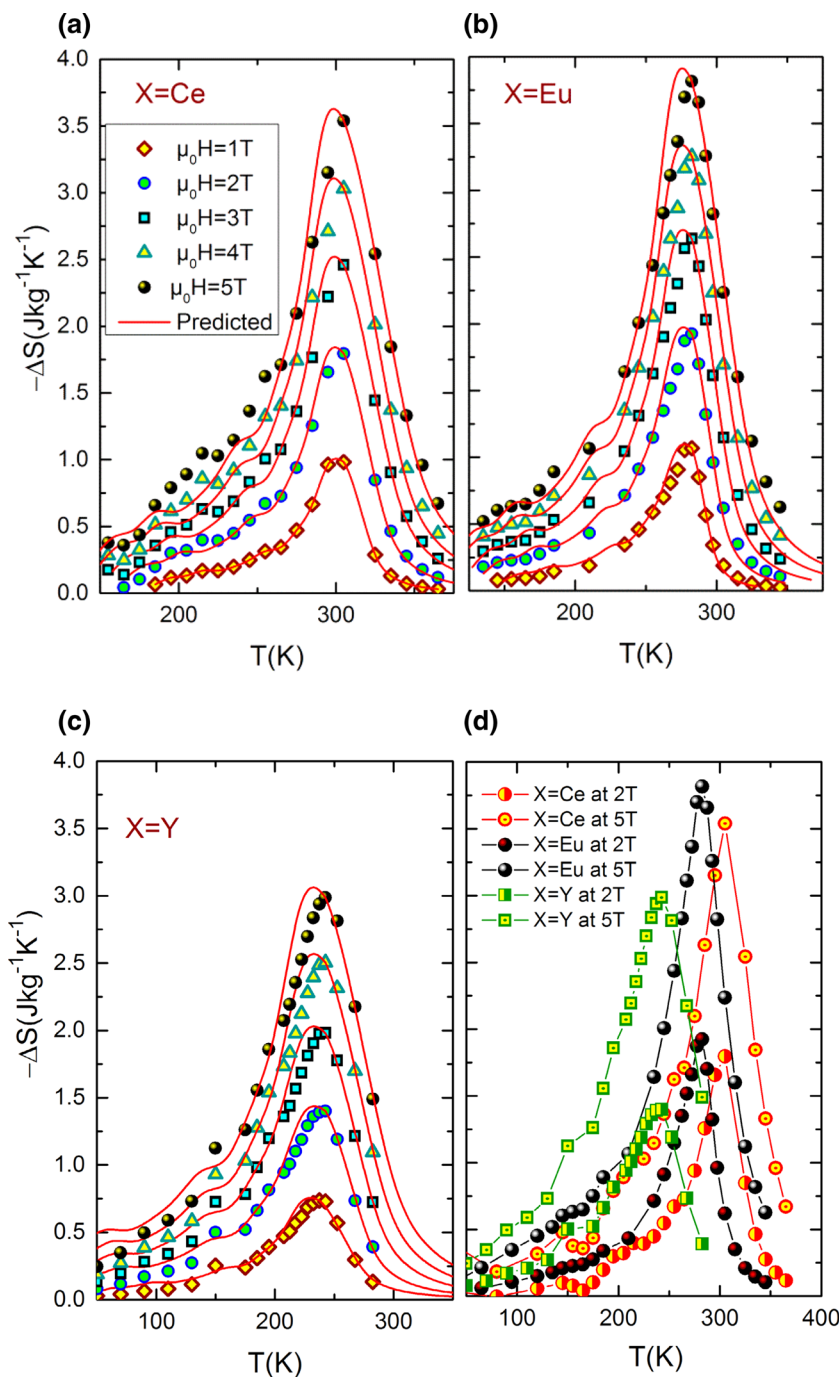 (a)
X=Ce
μ₀H=1T
μ₀H=2T
μ₀H=3T
μ₀H=4T
μ₀H=5T
Predicted
−ΔS(Jkg⁻¹K⁻¹)
4.0
3.5
3.0
2.5
2.0
1.5
1.0
0.5
0.0
200
300
T(K)
(b)
X=Eu
200
300
T(K)
(c)
X=Y
−ΔS(Jkg⁻¹K⁻¹)
4.0
3.5
3.0
2.5
2.0
1.5
1.0
0.5
0.0
100
200
300
T(K)
(d)
X=Ce at 2T
X=Ce at 5T
X=Eu at 2T
X=Eu at 5T
X=Y at 2T
X=Y at 5T
100
200
300
400
T(K)